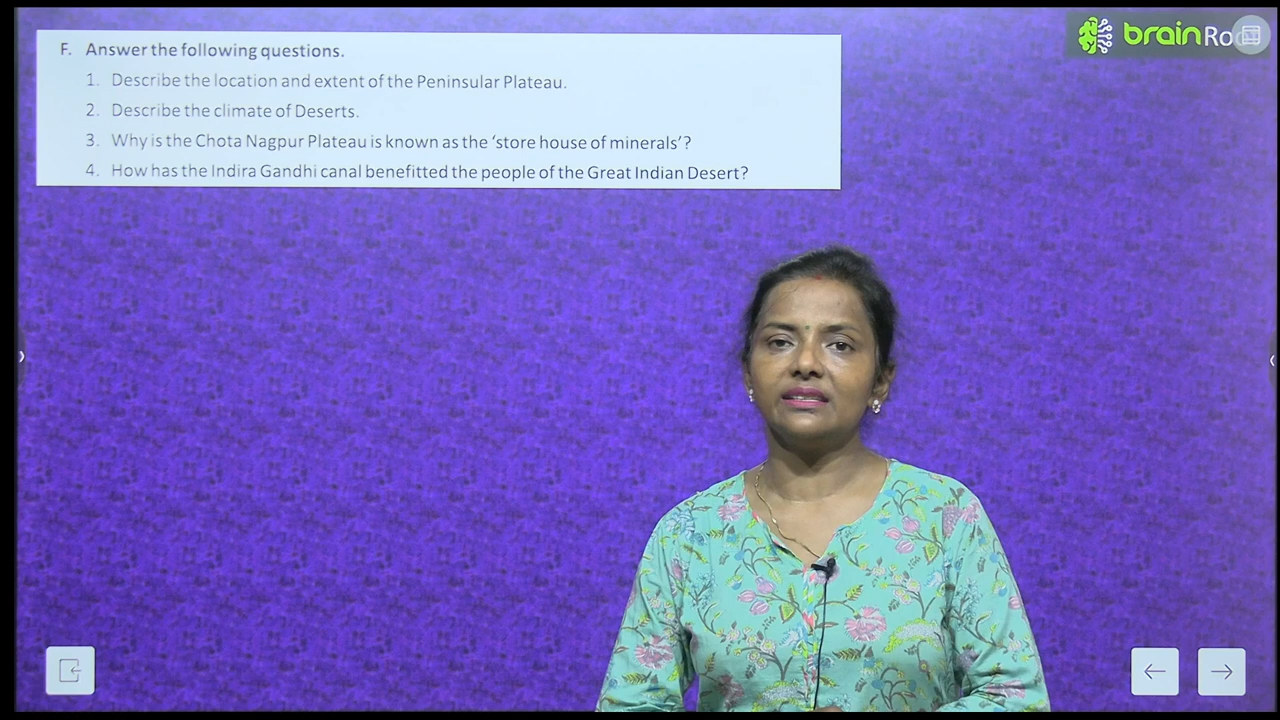 brain
F. Answer the following questions.
1. Describe the location and extent of the Peninsular Plateau.
2. Describe the climate of Deserts.
3. Why is the Chota Nagpur Plateau is known as the ‘store house of minerals’?
4. How has the Indira Gandhi canal benefitted the people of the Great Indian Desert?